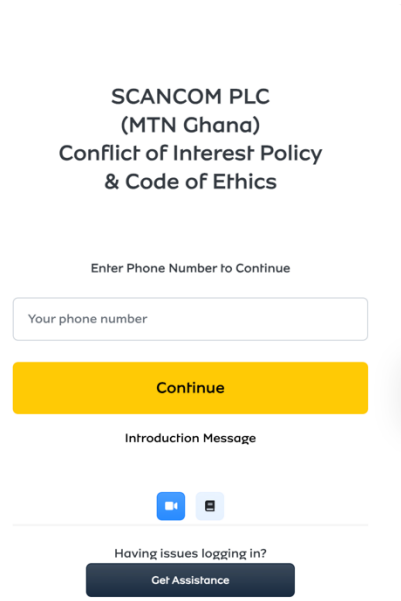 SCANCOM PLC
(MTN Ghana)
Conflict of Interest Policy
& Code of Ethics
Enter Phone Number to Continue
Your phone number
Continue
Introduction Message
Having issues logging in?
Get Assistance